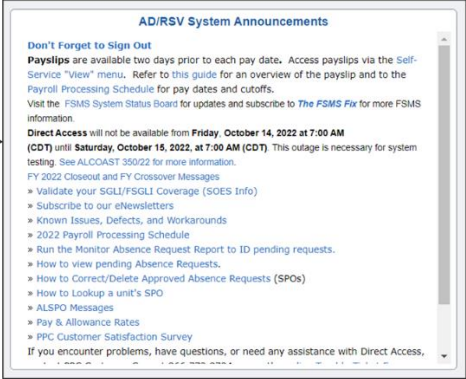 AD/RSV System Announcements
Don't Forget to Sign Out
Payslips are available two days prior to each pay date. Access payslips via the Self-
Service "View" menu. Refer to this guide for an overview of the payslip and to the
Payroll Processing Schedule for pay dates and cutoffs.
Visit the FSMS System Status Board for updates and subscribe to The FSMS Fix for more FSMS
information.
Direct Access will not be available from Friday, October 14, 2022 at 7:00 AM
(CDT) until Saturday, October 15, 2022, at 7:00 AM (CDT). This outage is necessary for system
testing. See ALCOAST 350/22 for more information.
FY 2022 Closeout and FY Crossover Messages
» Validate your SGLI/FSGLI Coverage (SOES Info)
» Subscribe to our eNewsletters
» Known Issues, Defects, and Workarounds
» 2022 Payroll Processing Schedule
» Run the Monitor Absence Request Report to ID pending requests.
» How to view pending Absence Requests.
» How to Correct/Delete Approved Absence Requests (SPOs)
» How to Lookup a unit's SPO
» ALSPO Messages
» Pay & Allowance Rates
» PPC Customer Satisfaction Survey
If you encounter problems, have questions, or need any assistance with Direct Access,